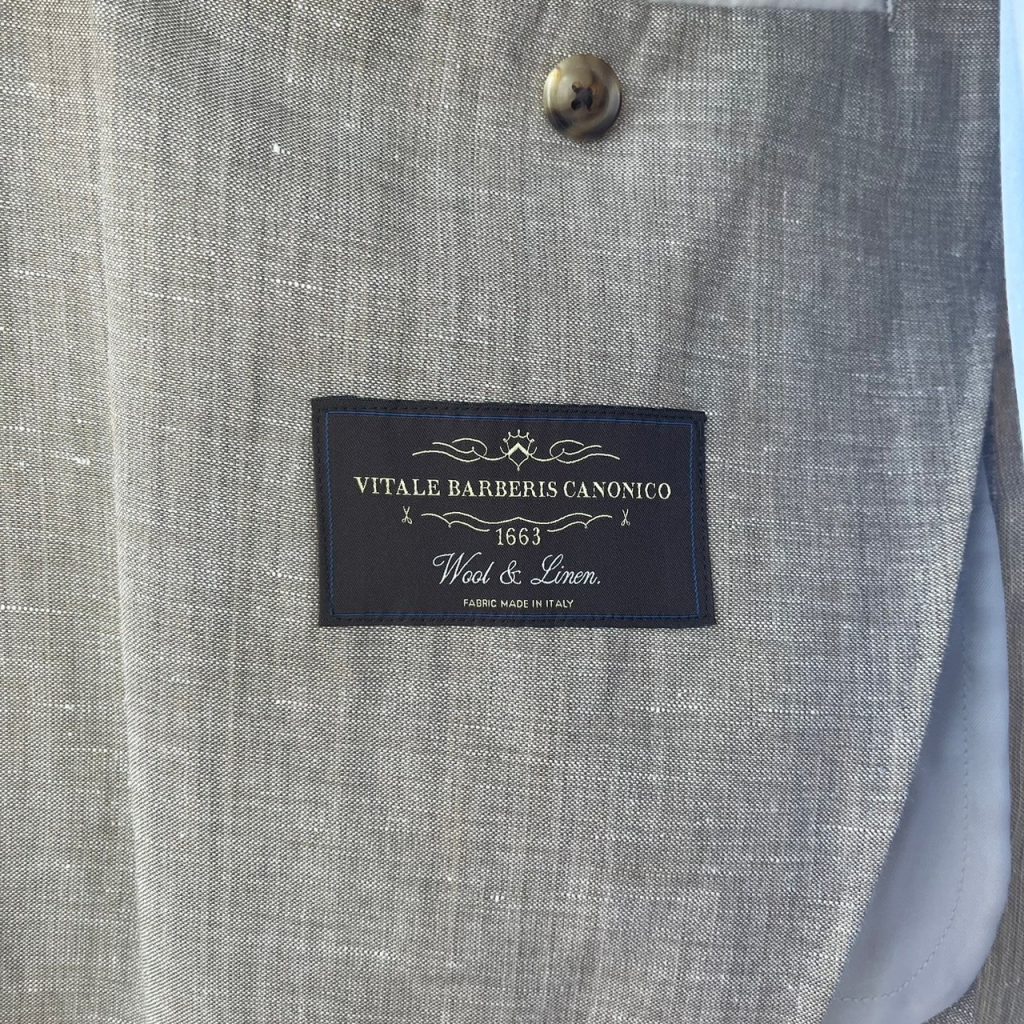 VITALE BARBERIS CANONICO
1663
Wool & Linen.
FABRIC MADE IN ITALY